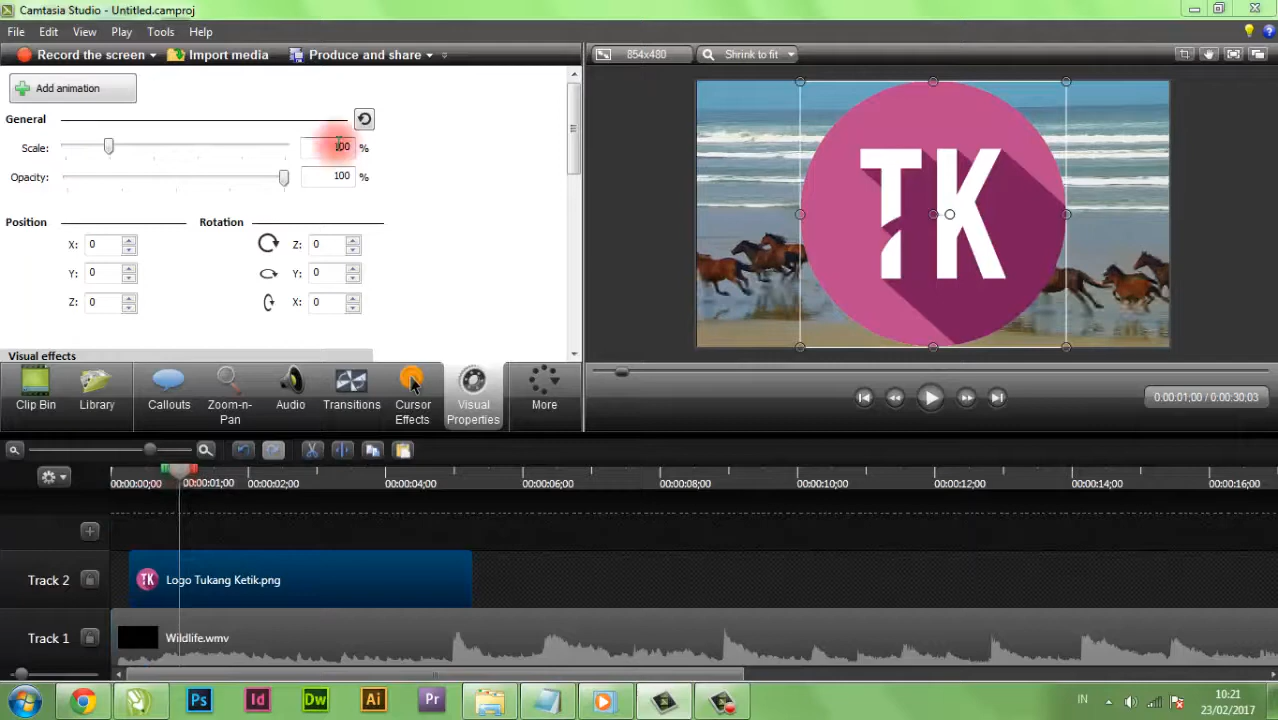 Camtasia Studio - Untitled.camproj
File Edit View Play Tools Help
Record the screen Import media Produce and share
854x480 Shrink to fit
Add animation
General
Scale: 100 %
Opacity: 100 %
Position Rotation
X: 0 Z: 0
Y: 0 Y: 0
Z: 0 X: 0
Visual effects
TK
Clip Bin Library Callouts Zoom-n-Pan Audio Transitions Cursor Effects Visual Properties More
0:00:01;00 / 0:00:30;03
00:00:00;00 00:00:01;00 00:00:02;00 00:00:04;00 00:00:06;00 00:00:08;00 00:00:10;00 00:00:12;00 00:00:14;00 00:00:16;00
Track 2 TK Logo Tukang Ketik.png
Track 1 Wildlife.wmv
Ps Id Dw Ai Pr IN 10:21
23/02/2017